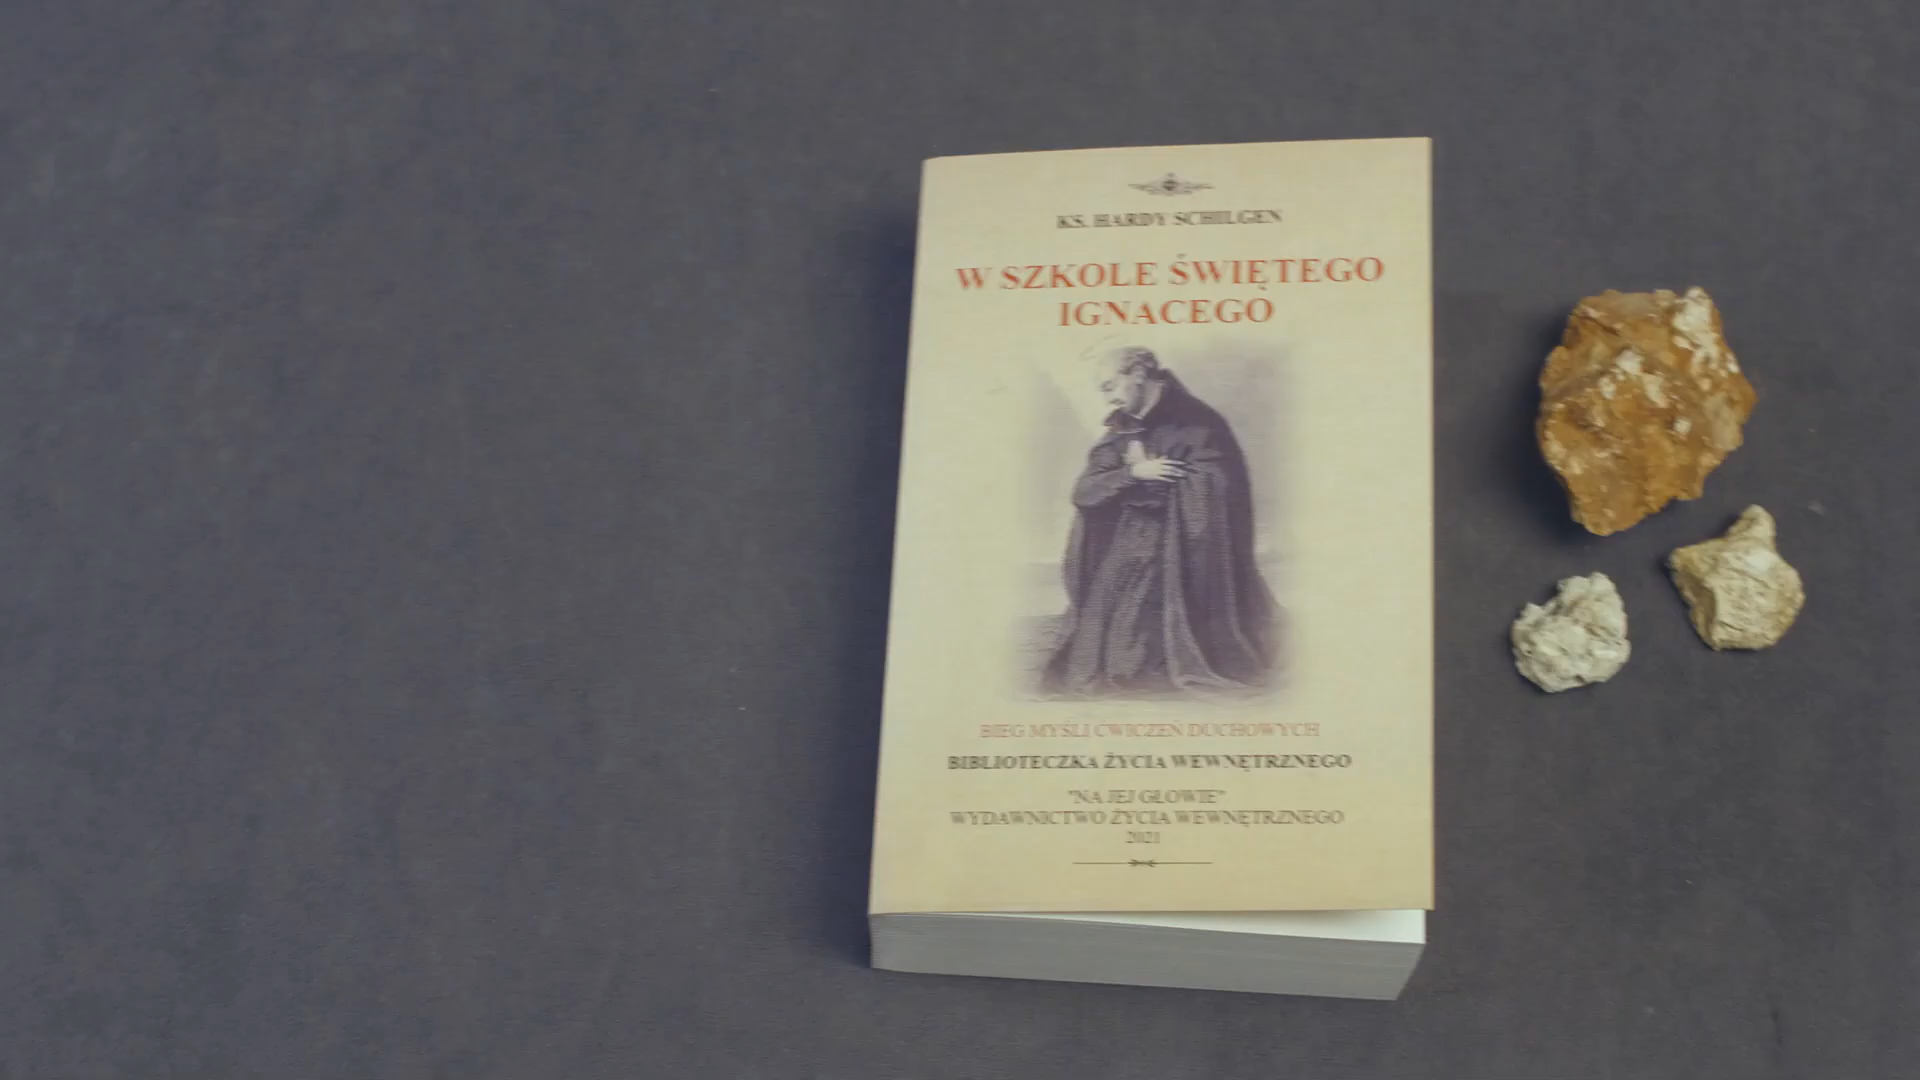 KS. HARDY SCHILGEN
W SZKOLE ŚWIĘTEGO
IGNACEGO
BIEG MYŚLI ĆWICZEŃ DUCHOWYCH
BIBLIOTECZKA ŻYCIA WEWNĘTRZNEGO
"NA JEJ GŁOWIE"
WYDAWNICTWO ŻYCIA WEWNĘTRZNEGO
2021